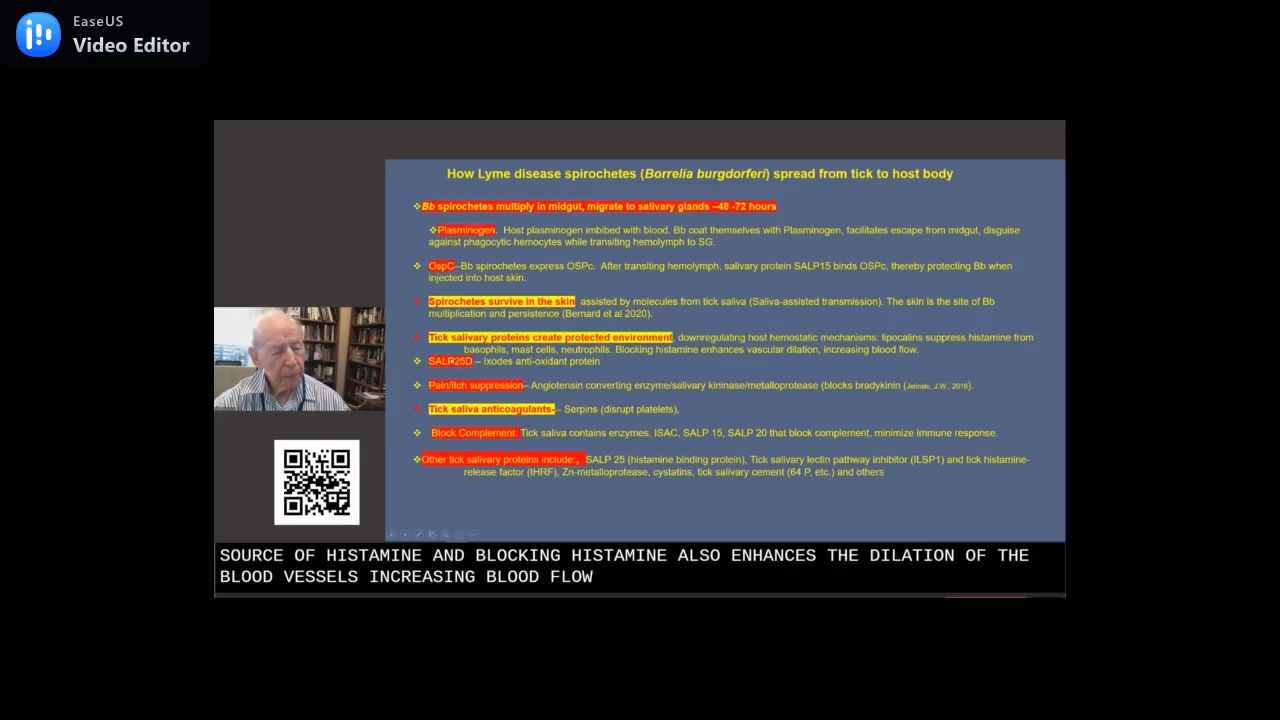 EaseUS
Video Editor
How Lyme disease spirochetes (Borrelia burgdorferi) spread from tick to host body
Bb spirochetes multiply in midgut, migrate to salivary glands –48 -72 hours
Plasminogen. Host plasminogen imbibed with blood. Bb coat themselves with Plasminogen, facilitates escape from midgut, disguise
against phagocytic hemocytes while transiting hemolymph to SG.
OspC–Bb spirochetes express OSPc. After transiting hemolymph, salivary protein SALP15 binds OSPc, thereby protecting Bb when
injected into host skin.
Spirochetes survive in the skin assisted by molecules from tick saliva (Saliva-assisted transmission). The skin is the site of Bb
multiplication and persistence (Bernard et al 2020).
Tick salivary proteins create protected environment, downregulating host hemostatic mechanisms: lipocalins suppress histamine from
basophils, mast cells, neutrophils. Blocking histamine enhances vascular dilation, increasing blood flow.
SALP25D – Ixodes anti-oxidant protein
Pain/Itch suppression– Angiotensin converting enzyme/salivary kininase/metalloprotease (blocks bradykinin (Jelinski, J.W., 2016).
Tick saliva anticoagulants-– Serpins (disrupt platelets),
Block Complement: Tick saliva contains enzymes, ISAC, SALP 15, SALP 20 that block complement, minimize immune response.
Other tick salivary proteins include:, SALP 25 (histamine binding protein), Tick salivary lectin pathway inhibitor (ILSP1) and tick histamine-
release factor (tHRF), Zn-metalloprotease, cystatins, tick salivary cement (64 P, etc.) and others
SOURCE OF HISTAMINE AND BLOCKING HISTAMINE ALSO ENHANCES THE DILATION OF THE
BLOOD VESSELS INCREASING BLOOD FLOW